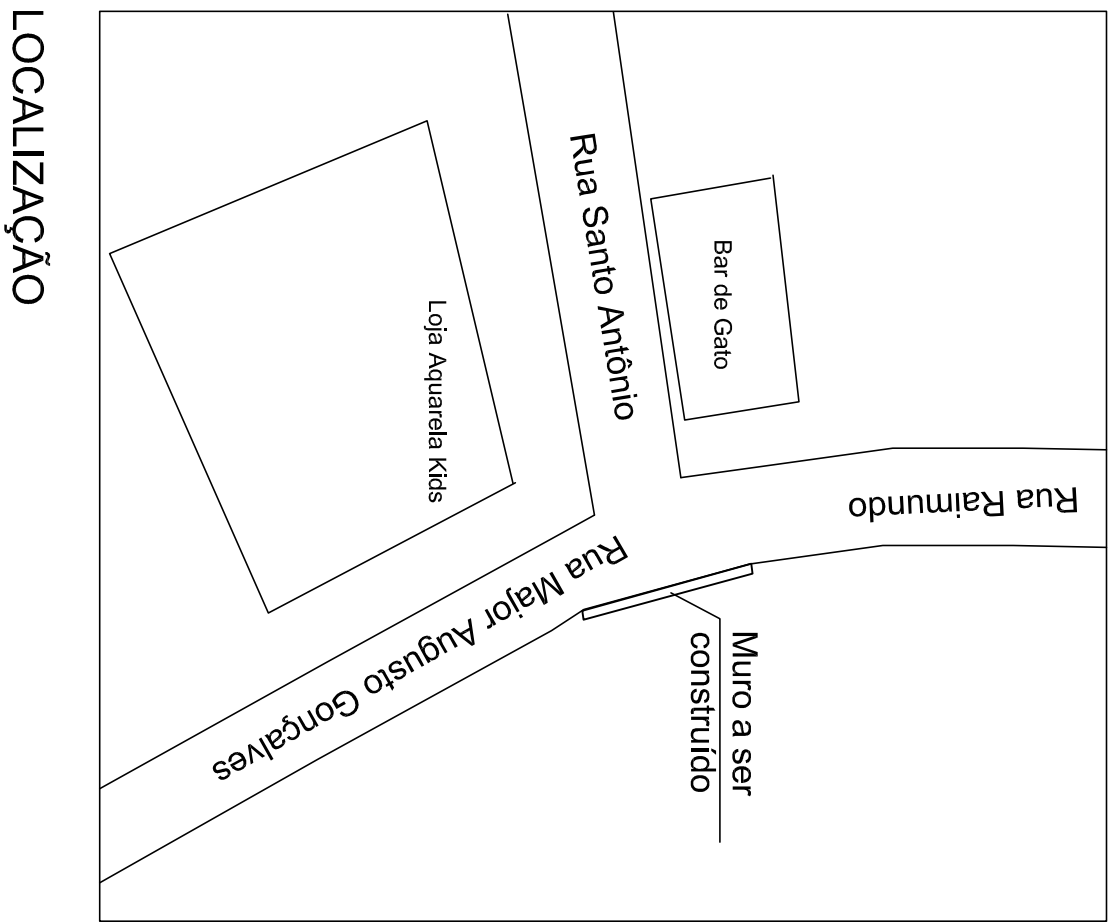 LOCALIZAÇÃO
Rua Santo Antônio
Bar de Gato
Loja Aquarela Kids
Rua Raimundo
Rua Major Augusto Gonçalves
Muro a ser
construído